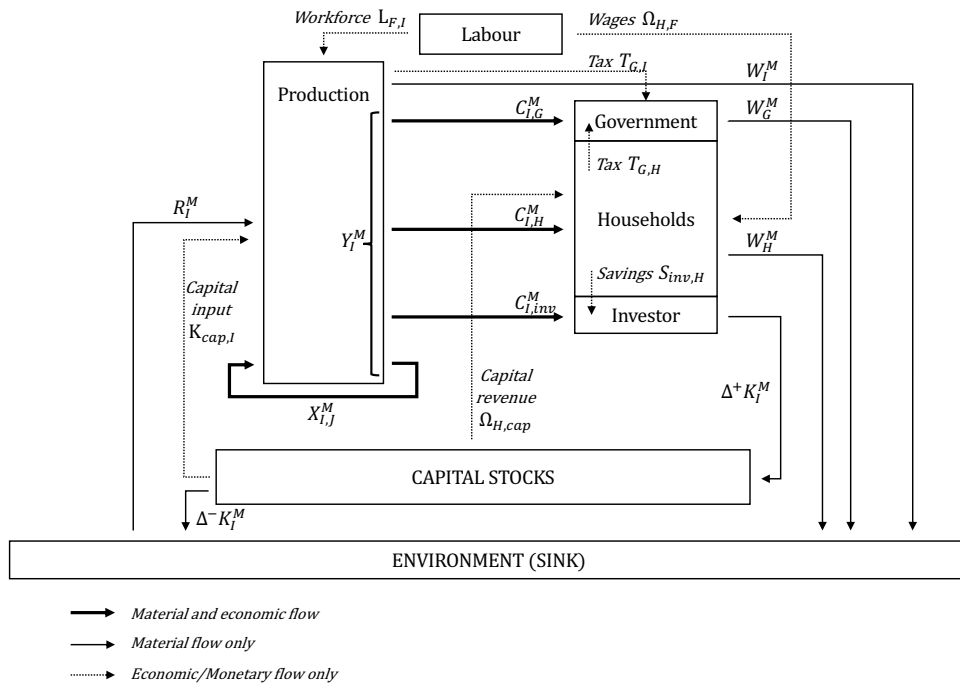 Workforce L_{F,I}
Labour
Wages Ω_{H,F}
Tax T_{G,I}
W_I^M
Production
C_{I,G}^M
Government
W_G^M
Tax T_{G,H}
R_I^M
Y_I^M
C_{I,H}^M
Households
W_H^M
Capital
input
K_{cap,I}
Savings S_{inv,H}
C_{I,inv}^M
Investor
X_{I,J}^M
Capital
revenue
Ω_{H,cap}
Δ^+K_I^M
CAPITAL STOCKS
Δ^−K_I^M
ENVIRONMENT (SINK)
Material and economic flow
Material flow only
Economic/Monetary flow only